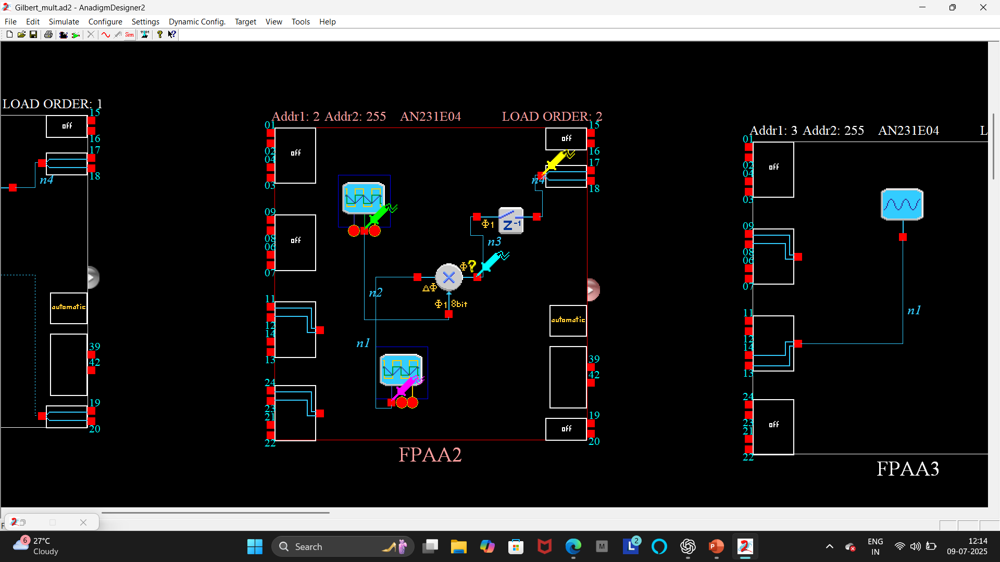 Gilbert_mult.ad2 - AnadigmDesigner2
File Edit Simulate Configure Settings Dynamic Config. Target View Tools Help
Sim
LOAD ORDER: 1
15
off
16
17
n4
18
automatic
39
42
19
20
Addr1: 2 Addr2: 255 AN231E04 LOAD ORDER: 2
01
off
02
04
03
09
off
08
06
07
11
12
14
13
24
23
21
22
15
off
16
17
n4
18
Φ1
Z⁻¹
n3
Φ?
n2
ΔΦ
Φ1 8bit
n1
automatic
39
42
19
off
20
FPAA2
Addr1: 3 Addr2: 255 AN231E04 L
01
off
02
04
03
09
08
06
07
11
n1
12
14
13
24
off
23
21
22
FPAA3
6
27°C
Cloudy
Search
M
L
2
P
ENG
IN
12:14
09-07-2025